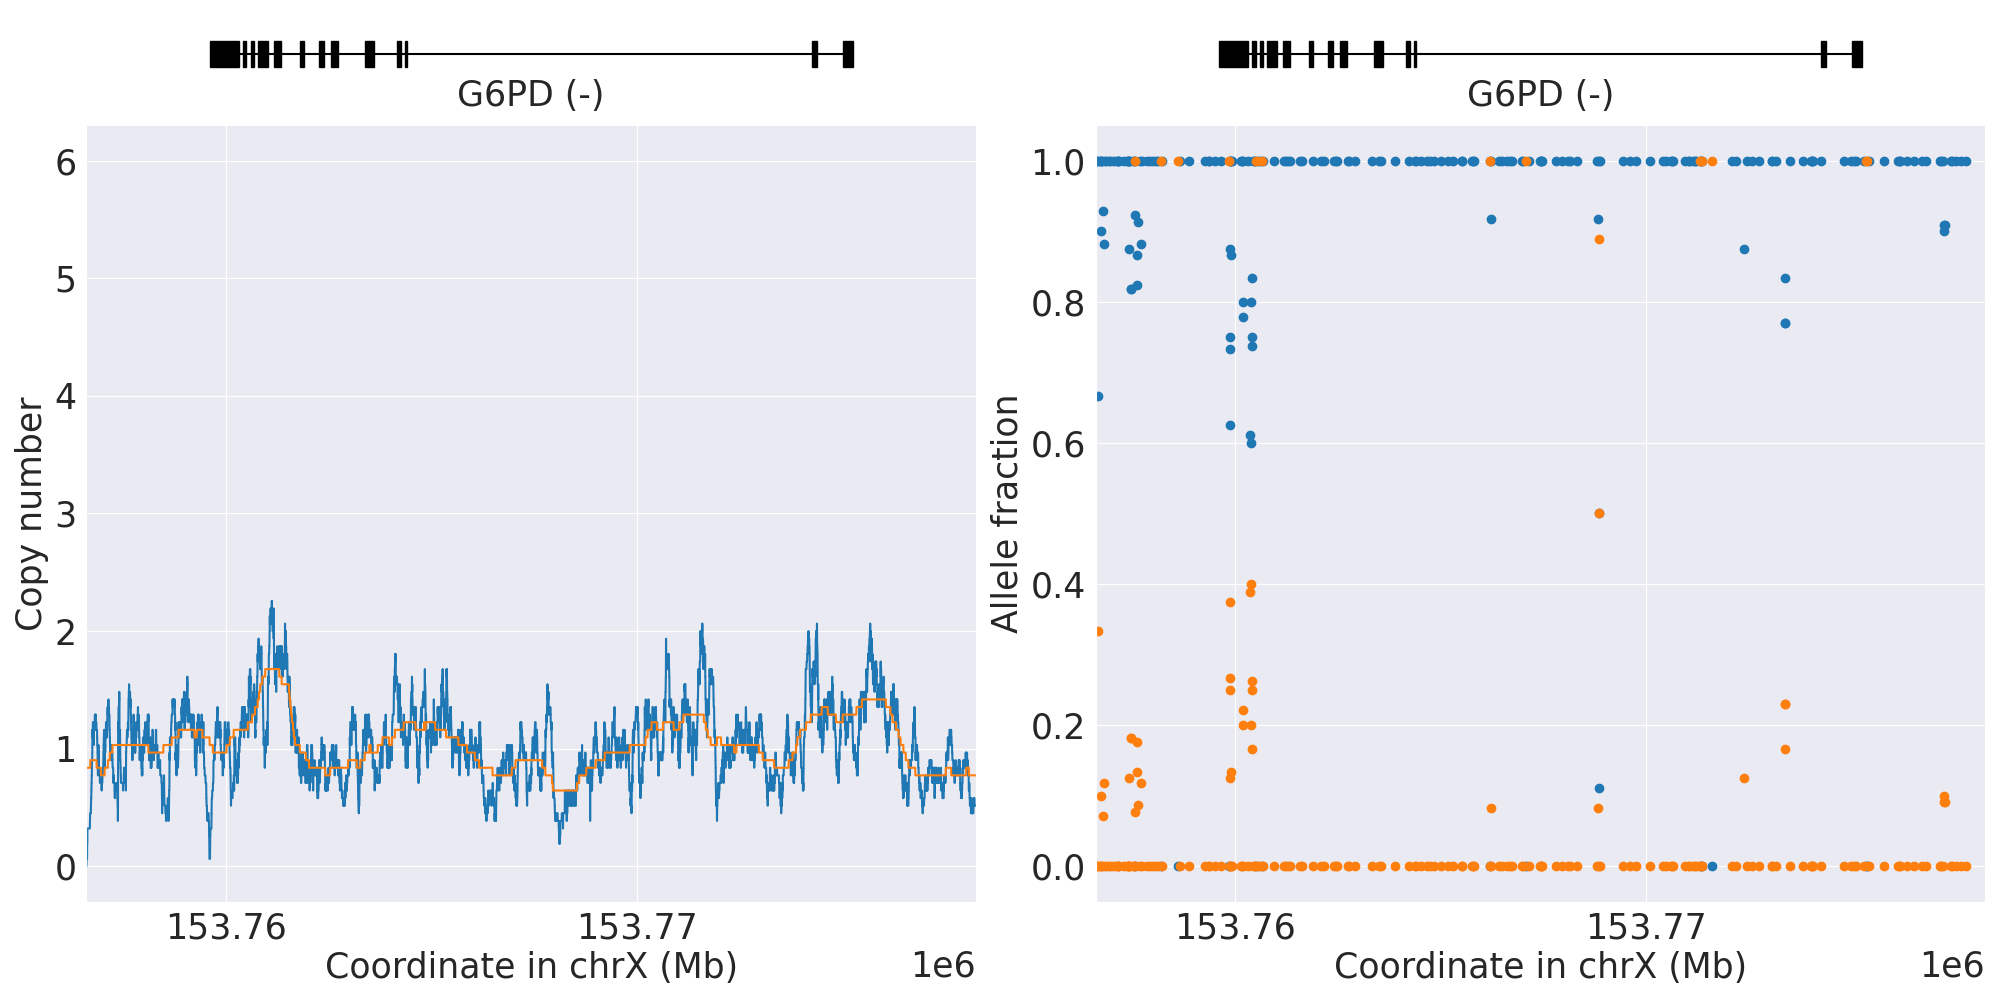 G6PD (-)
6
5
4
3
2
1
0
Copy number
153.76
153.77
Coordinate in chrX (Mb)
1e6
G6PD (-)
1.0
0.8
0.6
0.4
0.2
0.0
Allele fraction
153.76
153.77
Coordinate in chrX (Mb)
1e6